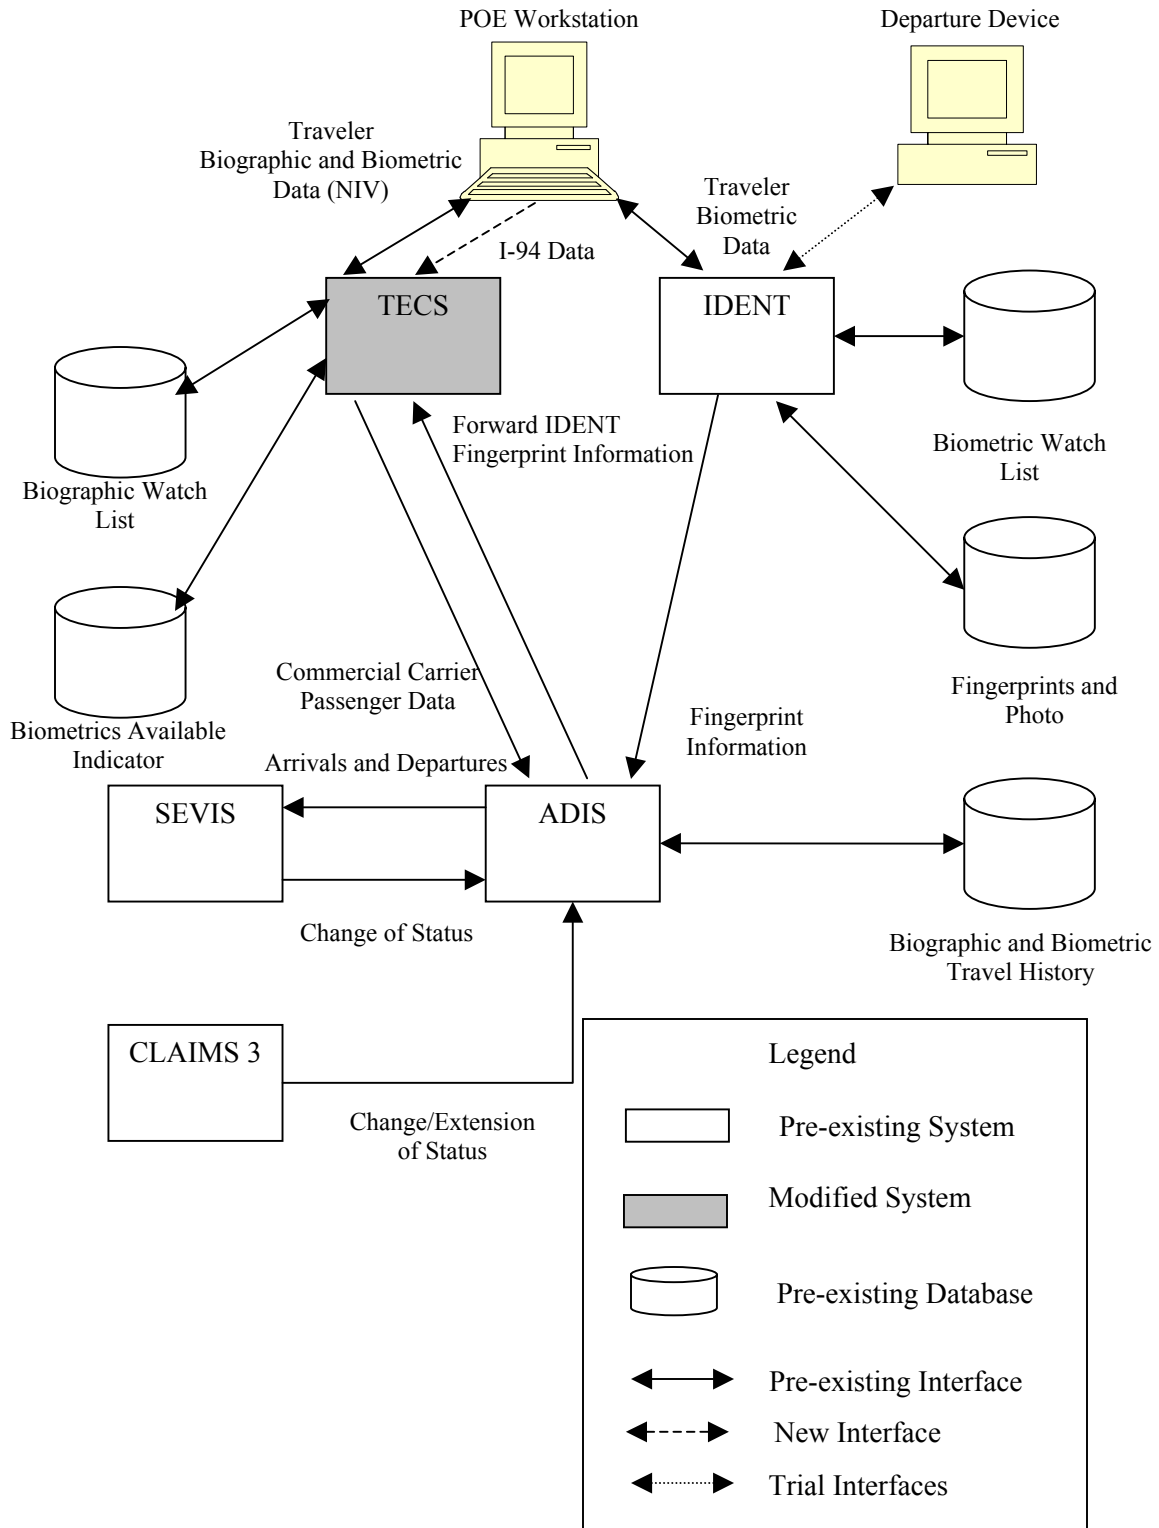 POE Workstation
Departure Device
Traveler
Biographic and Biometric
Data (NIV)
Traveler
Biometric
Data
I-94 Data
TECS
IDENT
Forward IDENT
Fingerprint Information
Biographic Watch
List
Biometric Watch
List
Commercial Carrier
Passenger Data
Fingerprints and
Photo
Biometrics Available
Indicator
Fingerprint
Information
Arrivals and Departures
SEVIS
ADIS
Change of Status
Biographic and Biometric
Travel History
CLAIMS 3
Change/Extension
of Status
Legend
Pre-existing System
Modified System
Pre-existing Database
Pre-existing Interface
New Interface
Trial Interfaces